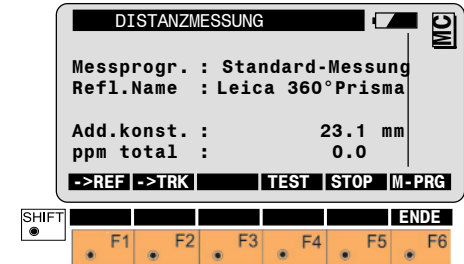 DISTANZMESSUNG
MC
Messprogr. : Standard-Messung
Refl.Name : Leica 360°Prisma
Add.konst. : 23.1 mm
ppm total : 0.0
->REF ->TRK TEST STOP M-PRG
SHIFT ENDE
F1 F2 F3 F4 F5 F6